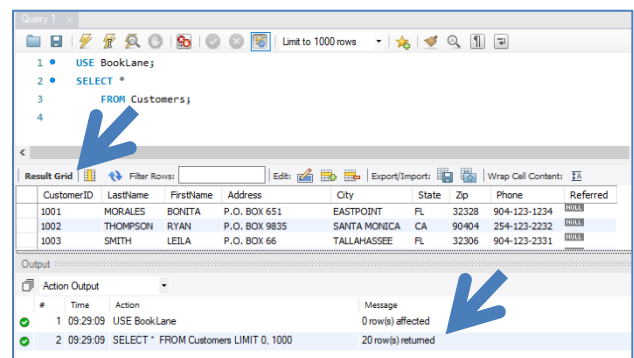 Query 1 ×
Limit to 1000 rows
1 USE BookLane;
2 SELECT *
3 FROM Customers;
4
Result Grid Filter Rows: Edit: Export/Import: Wrap Cell Content:
CustomerID LastName FirstName Address City State Zip Phone Referred
1001 MORALES BONITA P.O. BOX 651 EASTPOINT FL 32328 904-123-1234 NULL
1002 THOMPSON RYAN P.O. BOX 9835 SANTA MONICA CA 90404 254-123-2232 NULL
1003 SMITH LEILA P.O. BOX 66 TALLAHASSEE FL 32306 904-123-2331 NULL
Output
Action Output
# Time Action Message
1 09:29:09 USE BookLane 0 row(s) affected
2 09:29:09 SELECT * FROM Customers LIMIT 0, 1000 20 row(s) returned